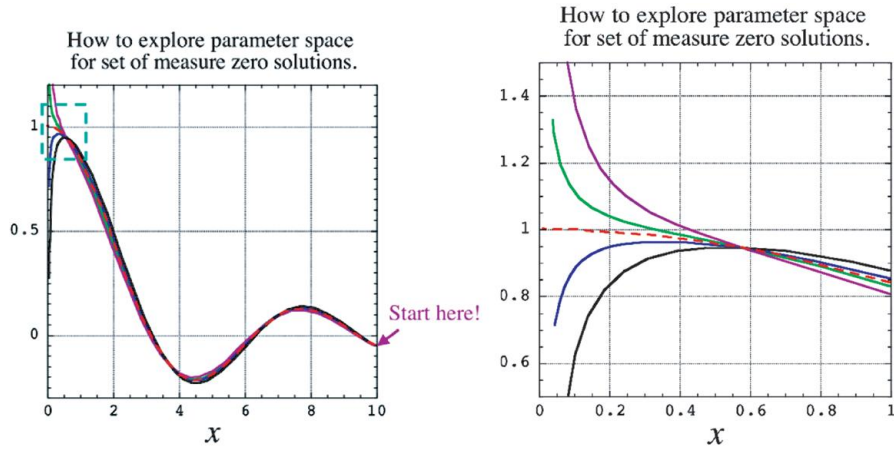 How to explore parameter space
for set of measure zero solutions.
1
0.5
0
Start here!
0 2 4 6 8 10
x
How to explore parameter space
for set of measure zero solutions.
1.4
1.2
1
0.8
0.6
0 0.2 0.4 0.6 0.8 1
x